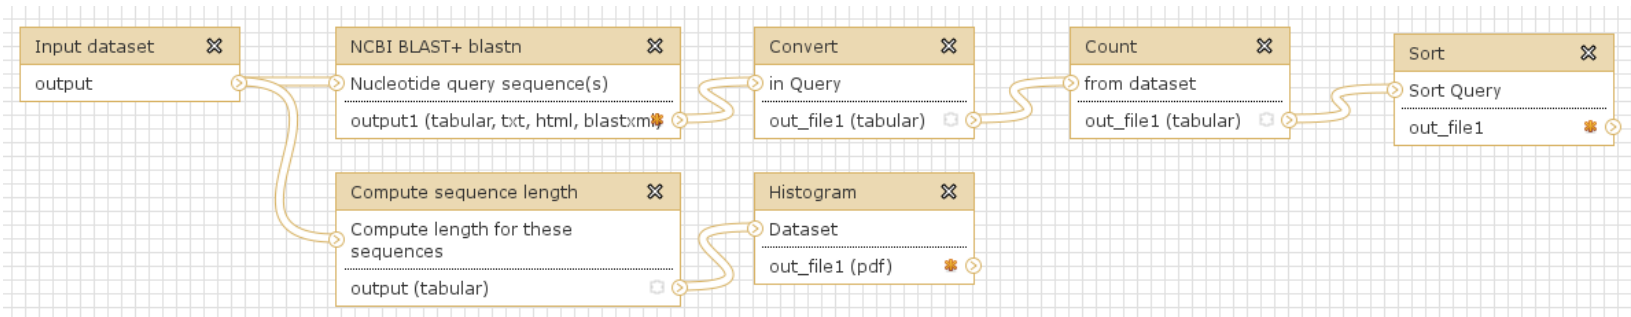 Input dataset
output
NCBI BLAST+ blastn
Nucleotide query sequence(s)
output1 (tabular, txt, html, blastxml)
Convert
in Query
out_file1 (tabular)
Count
from dataset
out_file1 (tabular)
Sort
Sort Query
out_file1
Compute sequence length
Compute length for these
sequences
output (tabular)
Histogram
Dataset
out_file1 (pdf)